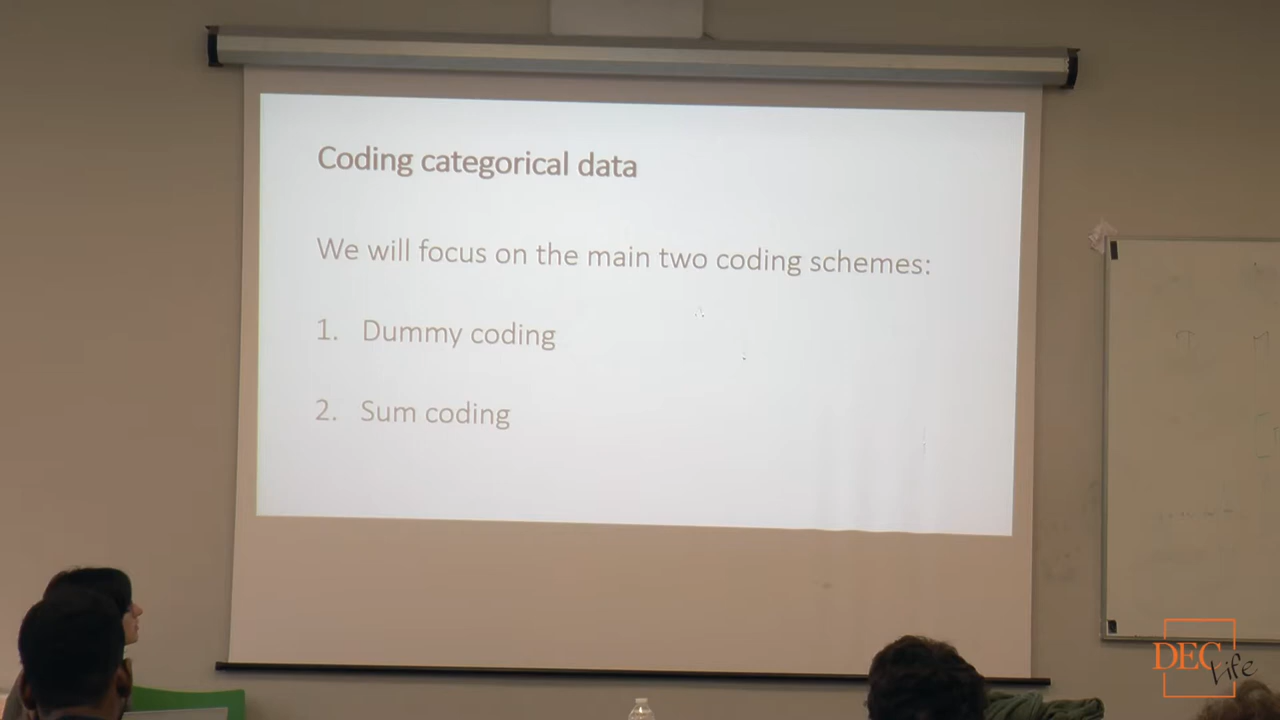 Coding categorical data
We will focus on the main two coding schemes:
1. Dummy coding
2. Sum coding
DEC
Life